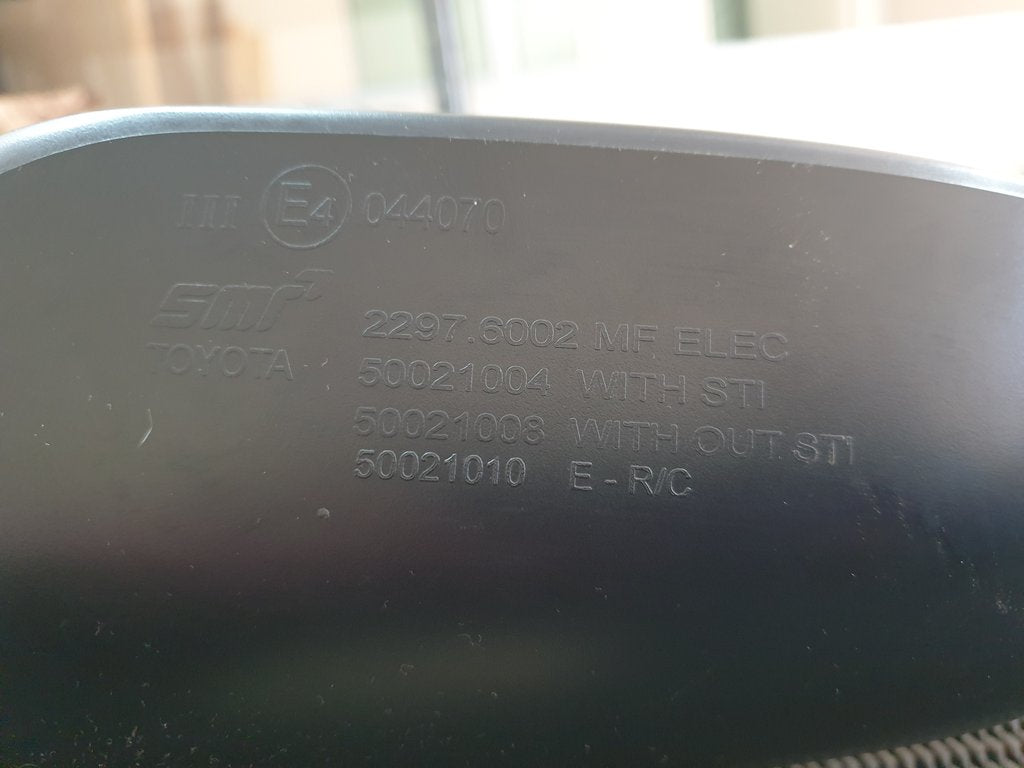 III E4 044070
smr
TOYOTA
2297.6002 MF ELEC
50021004 WITH STI
50021008 WITH OUT STI
50021010 E - R/C